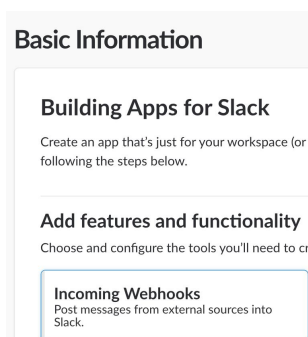 Basic Information
Building Apps for Slack
Create an app that's just for your workspace (or
following the steps below.
Add features and functionality
Choose and configure the tools you'll need to cr
Incoming Webhooks
Post messages from external sources into
Slack.